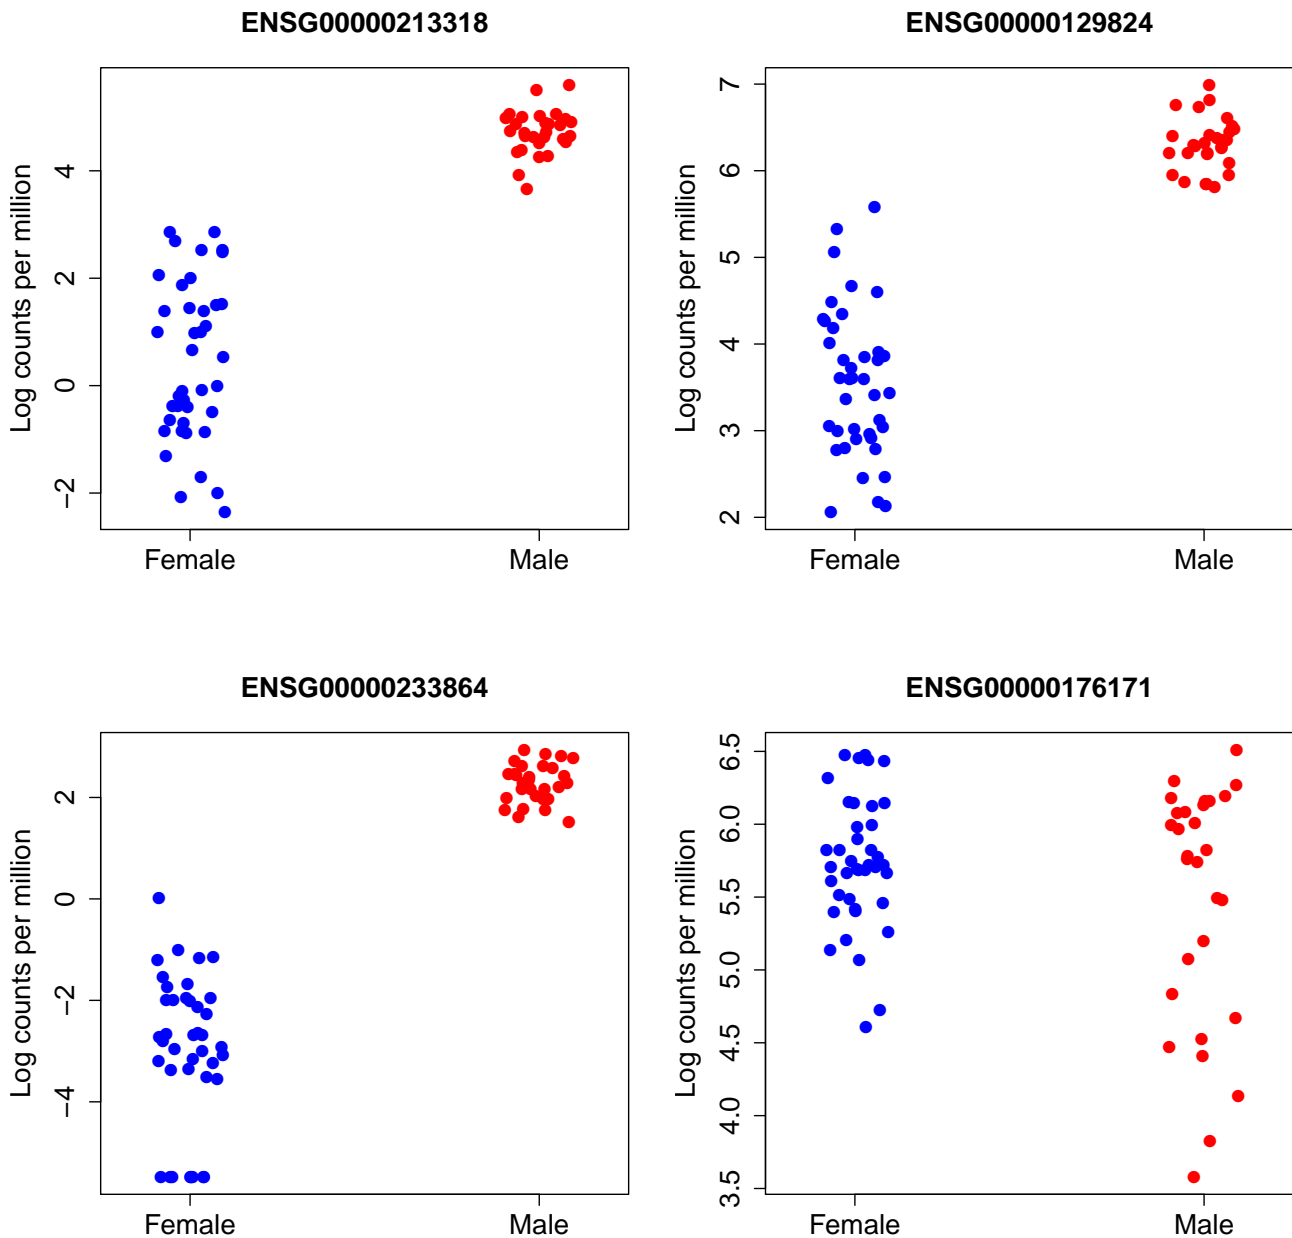 ENSG00000213318
Log counts per million
4
2
0
−2
Female
Male
ENSG00000129824
Log counts per million
7
6
5
4
3
2
Female
Male
ENSG00000233864
Log counts per million
2
0
−2
−4
Female
Male
ENSG00000176171
Log counts per million
6.5
6.0
5.5
5.0
4.5
4.0
3.5
Female
Male